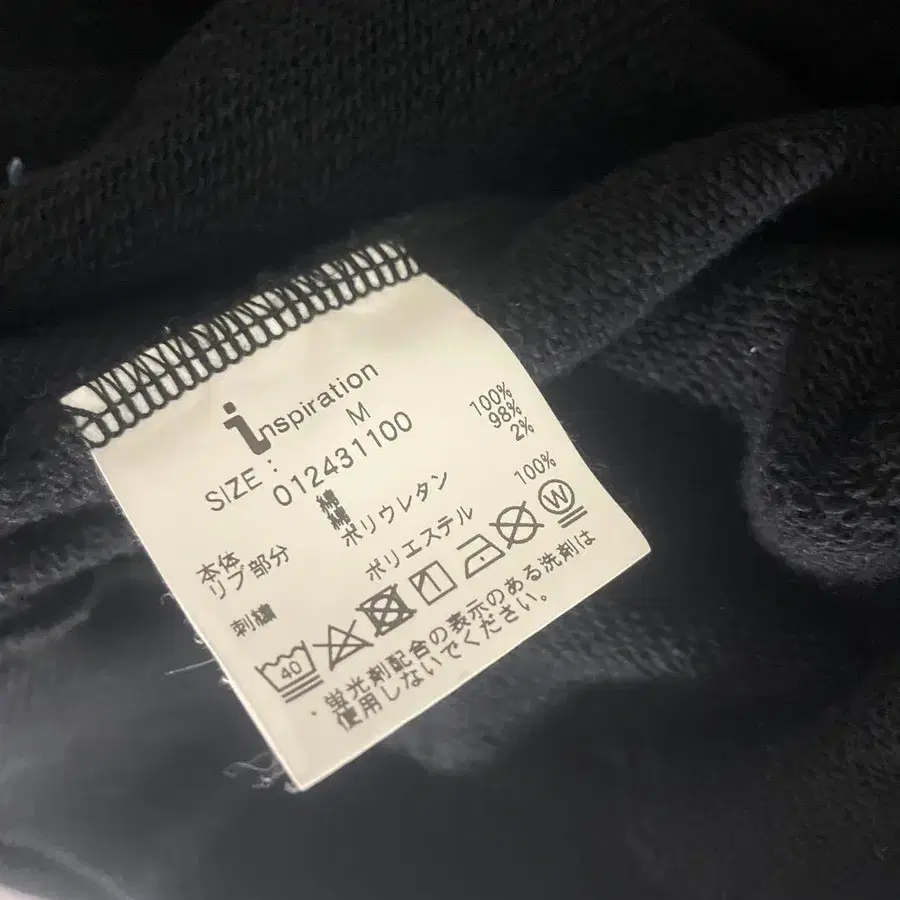 inspiration
SIZE: M
012431100
本体 綿 100%
リブ部分 綿 98%
ポリウレタン 2%
刺繍 ポリエステル 100%
40 W
・蛍光剤配合の表示のある洗剤は
使用しないでください。